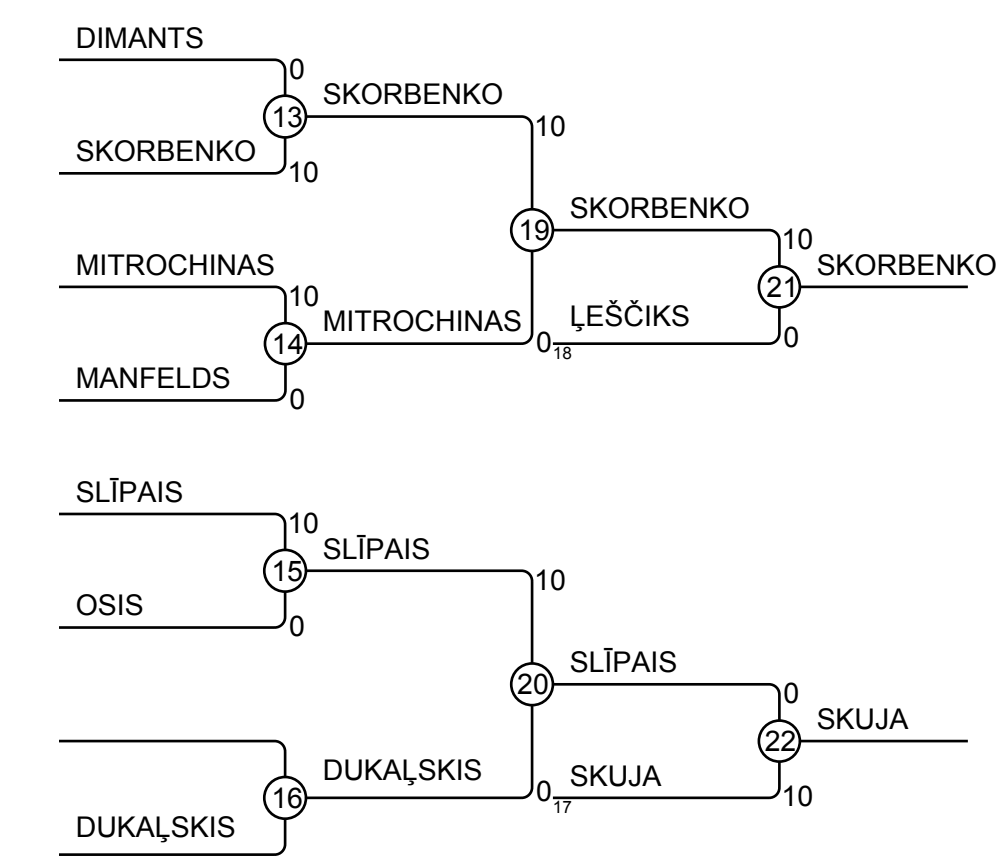 DIMANTS
0
13
SKORBENKO
SKORBENKO
10
10
19
SKORBENKO
10
21
SKORBENKO
MITROCHINAS
10
14
MITROCHINAS
0
18
ĻEŠČIKS
0
MANFELDS
0
SLĪPAIS
10
15
SLĪPAIS
10
OSIS
0
20
SLĪPAIS
0
22
SKUJA
16
DUKAĻSKIS
0
17
SKUJA
10
DUKAĻSKIS